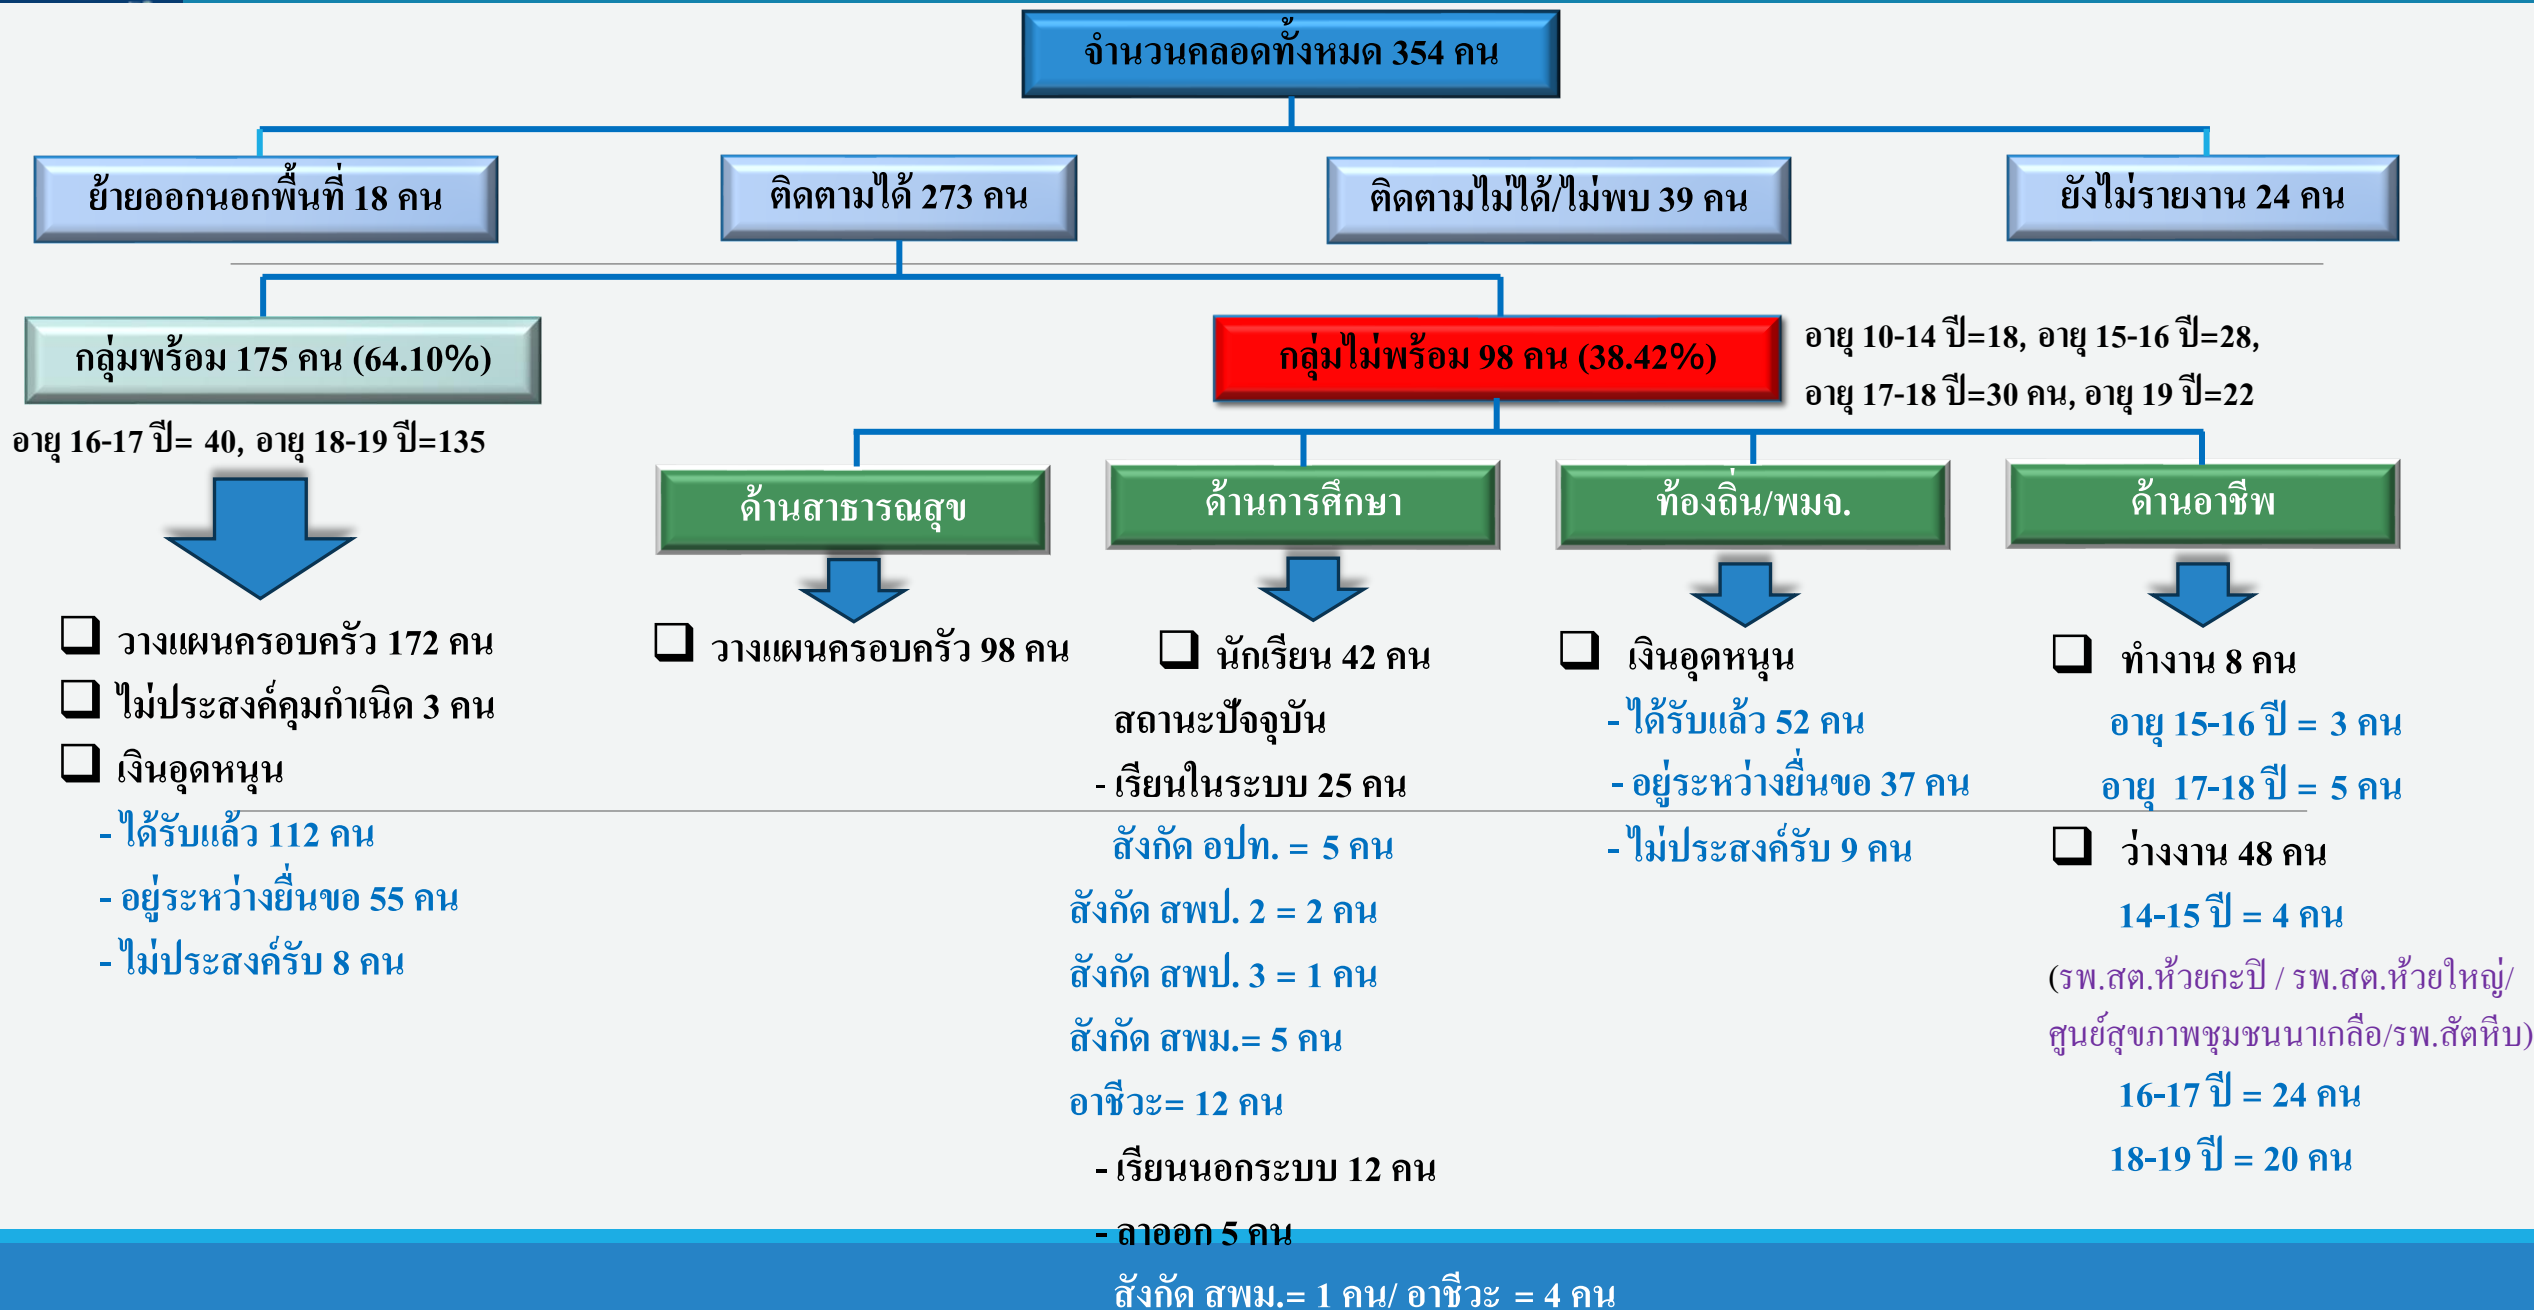 จำนวนคลอดทั้งหมด 354 คน
ย้ายออกนอกพื้นที่ 18 คน
ติดตามได้ 273 คน
ติดตามไม่ได้/ไม่พบ 39 คน
ยังไม่รายงาน 24 คน
กลุ่มพร้อม 175 คน (64.10%)
อายุ 16-17 ปี= 40, อายุ 18-19 ปี=135
วางแผนครอบครัว 172 คน
ไม่ประสงค์คุมกำเนิด 3 คน
เงินอุดหนุน
- ได้รับแล้ว 112 คน
- อยู่ระหว่างยื่นขอ 55 คน
- ไม่ประสงค์รับ 8 คน
กลุ่มไม่พร้อม 98 คน (38.42%)
อายุ 10-14 ปี=18, อายุ 15-16 ปี=28,
อายุ 17-18 ปี=30 คน, อายุ 19 ปี=22
ด้านสาธารณสุข
วางแผนครอบครัว 98 คน
ด้านการศึกษา
นักเรียน 42 คน
สถานะปัจจุบัน
- เรียนในระบบ 25 คน
สังกัด อปท. = 5 คน
สังกัด สพป. 2 = 2 คน
สังกัด สพป. 3 = 1 คน
สังกัด สพม.= 5 คน
อาชีวะ= 12 คน
- เรียนนอกระบบ 12 คน
- ลาออก 5 คน
สังกัด สพม.= 1 คน/ อาชีวะ = 4 คน
ท้องถิ่น/พมจ.
เงินอุดหนุน
- ได้รับแล้ว 52 คน
- อยู่ระหว่างยื่นขอ 37 คน
- ไม่ประสงค์รับ 9 คน
ด้านอาชีพ
ทำงาน 8 คน
อายุ 15-16 ปี = 3 คน
อายุ 17-18 ปี = 5 คน
ว่างงาน 48 คน
14-15 ปี = 4 คน
(รพ.สต.ห้วยกะปิ / รพ.สต.ห้วยใหญ่/
ศูนย์สุขภาพชุมชนนาเกลือ/รพ.สัตหีบ)
16-17 ปี = 24 คน
18-19 ปี = 20 คน